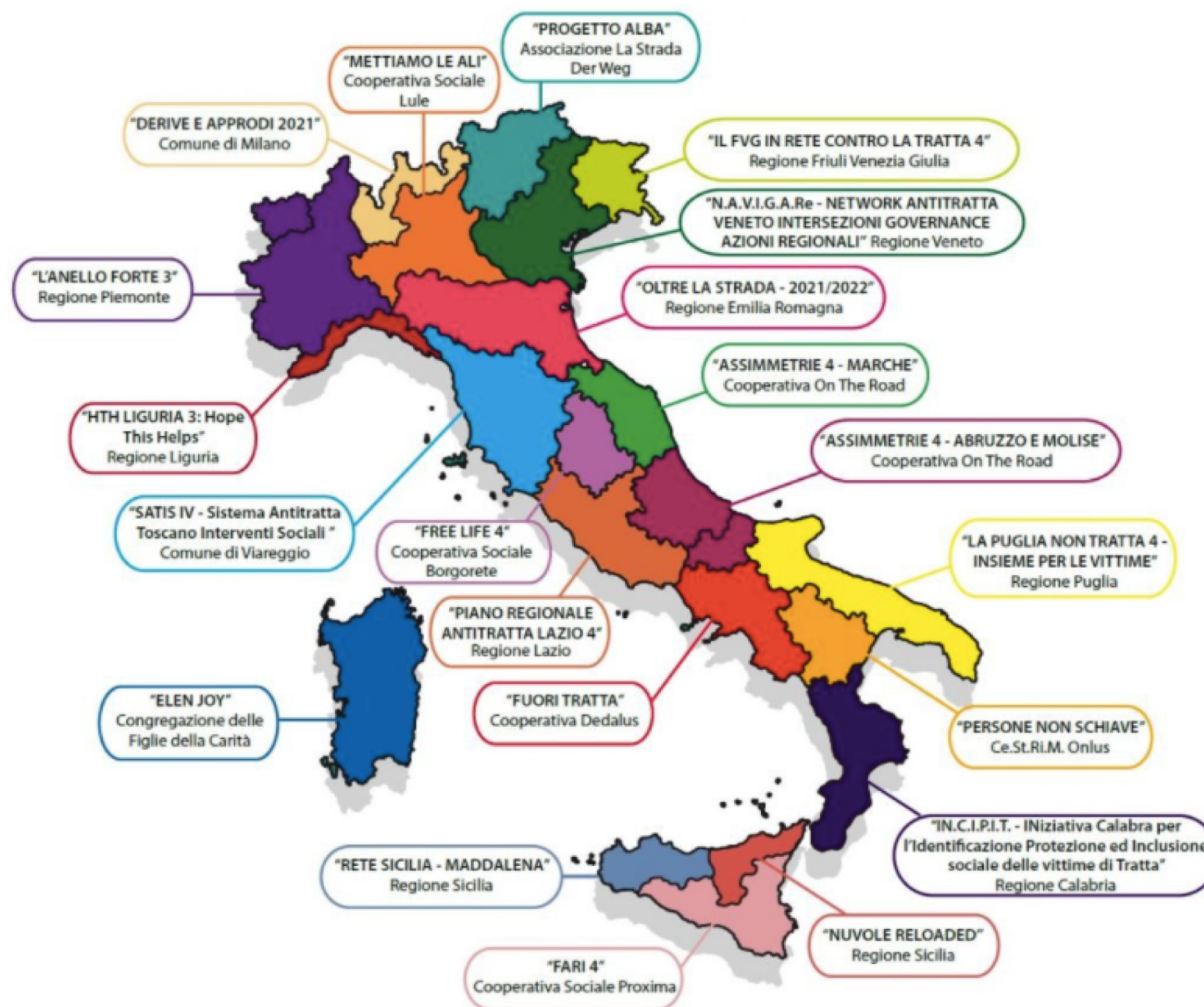 "PROGETTO ALBA"
Associazione La Strada
Der Weg
"METTIAMO LE ALI"
Cooperativa Sociale
Lule
"DERIVE E APPRODI 2021"
Comune di Milano
"IL FVG IN RETE CONTRO LA TRATTA 4"
Regione Friuli Venezia Giulia
"N.A.V.I.G.A.Re - NETWORK ANTITRATTA
VENETO INTERSEZIONI GOVERNANCE
AZIONI REGIONALI" Regione Veneto
"L'ANELLO FORTE 3"
Regione Piemonte
"OLTRE LA STRADA - 2021/2022"
Regione Emilia Romagna
"ASSIMMETRIE 4 - MARCHE"
Cooperativa On The Road
"HTH LIGURIA 3: Hope
This Helps"
Regione Liguria
"ASSIMMETRIE 4 - ABRUZZO E MOLISE"
Cooperativa On The Road
"SATIS IV - Sistema Antitratta
Toscano Interventi Sociali "
Comune di Viareggio
"FREE LIFE 4"
Cooperativa Sociale
Borgorete
"LA PUGLIA NON TRATTA 4 -
INSIEME PER LE VITTIME"
Regione Puglia
"PIANO REGIONALE
ANTITRATTA LAZIO 4"
Regione Lazio
"ELEN JOY"
Congregazione delle
Figlie della Carità
"FUORI TRATTA"
Cooperativa Dedalus
"PERSONE NON SCHIAVE"
Ce.St.Ri.M. Onlus
"IN.C.I.P.I.T. - INiziativa Calabra per
l'Identificazione Protezione ed Inclusione
sociale delle vittime di Tratta"
Regione Calabria
"RETE SICILIA - MADDALENA"
Regione Sicilia
"NUVOLE RELOADED"
Regione Sicilia
"FARI 4"
Cooperativa Sociale Proxima